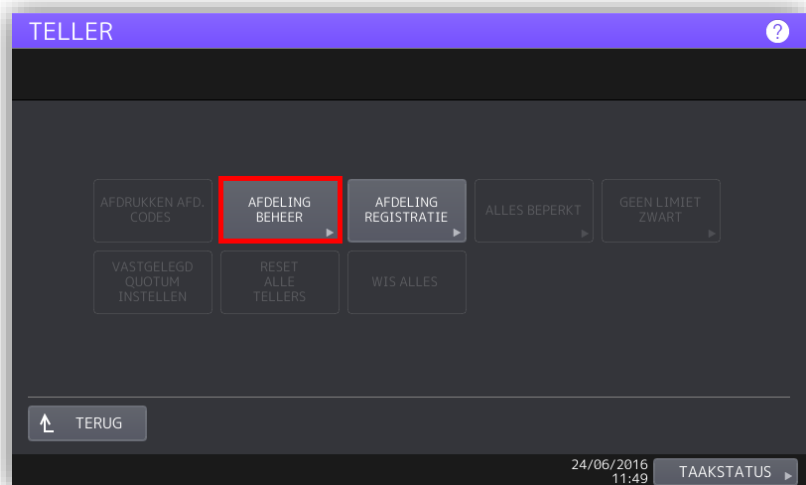 TELLER
?
AFDRUKKEN AFD.
CODES
AFDELING
BEHEER
AFDELING
REGISTRATIE
ALLES BEPERKT
GEEN LIMIET
ZWART
VASTGELEGD
QUOTUM
INSTELLEN
RESET
ALLE
TELLERS
WIS ALLES
TERUG
24/06/2016
11:49
TAAKSTATUS